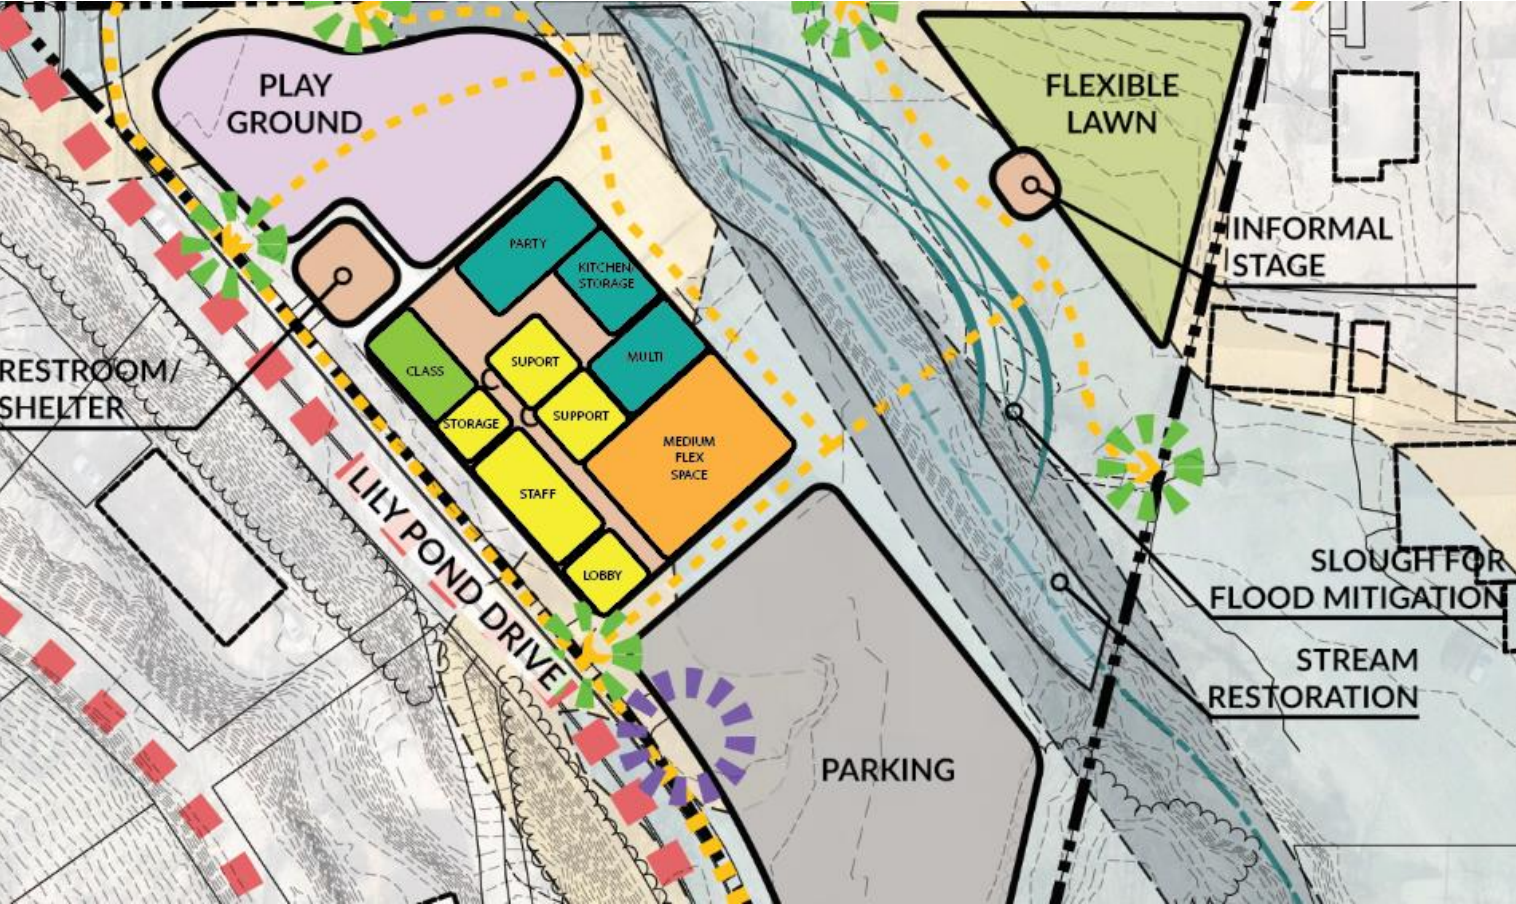 PLAY
GROUND
FLEXIBLE
LAWN
INFORMAL
STAGE
PARTY
KITCHEN/
STORAGE
MULTI
CLASS
SUPORT
SUPPORT
STORAGE
MEDIUM
FLEX
SPACE
STAFF
LOBBY
RESTROOM/
SHELTER
LILY POND DRIVE
SLOUGH FOR
FLOOD MITIGATION
STREAM
RESTORATION
PARKING